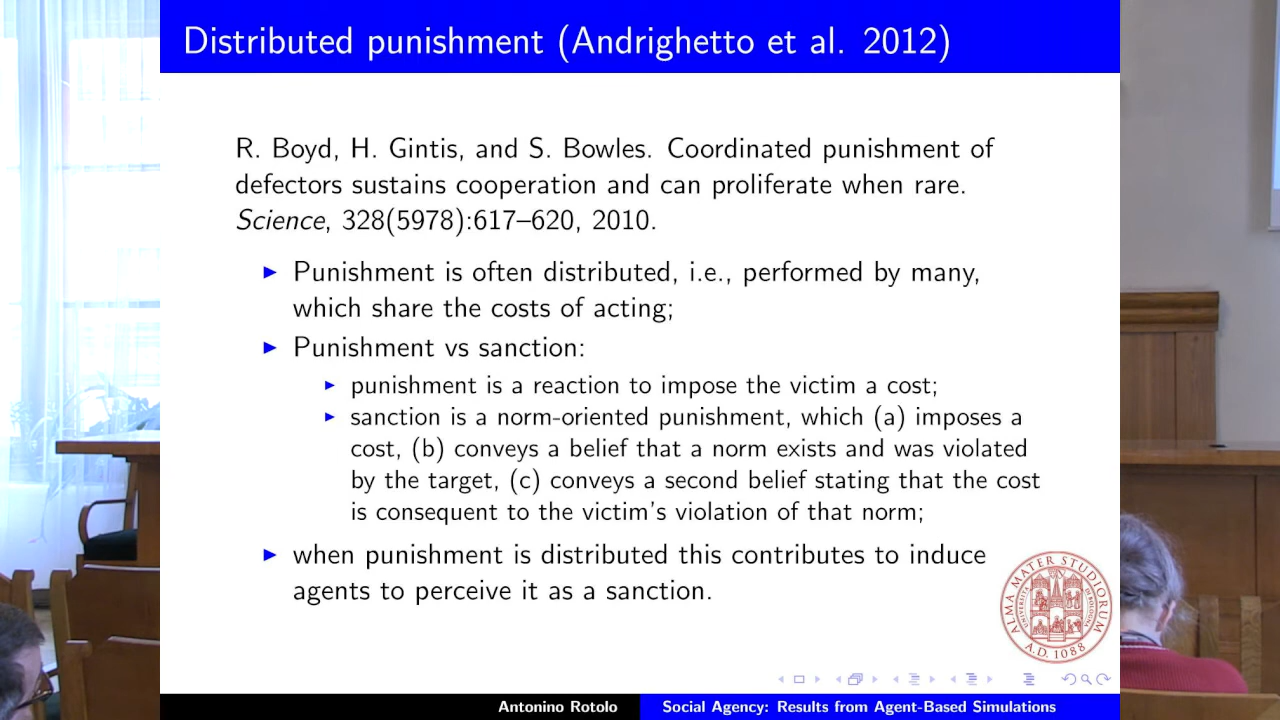 Distributed punishment (Andrighetto et al. 2012)
R. Boyd, H. Gintis, and S. Bowles. Coordinated punishment of
defectors sustains cooperation and can proliferate when rare.
Science, 328(5978):617–620, 2010.
Punishment is often distributed, i.e., performed by many,
which share the costs of acting;
Punishment vs sanction:
punishment is a reaction to impose the victim a cost;
sanction is a norm-oriented punishment, which (a) imposes a
cost, (b) conveys a belief that a norm exists and was violated
by the target, (c) conveys a second belief stating that the cost
is consequent to the victim's violation of that norm;
when punishment is distributed this contributes to induce
agents to perceive it as a sanction.
ALMA MATER STUDIORUM
A.D. 1088
Antonino Rotolo
Social Agency: Results from Agent-Based Simulations